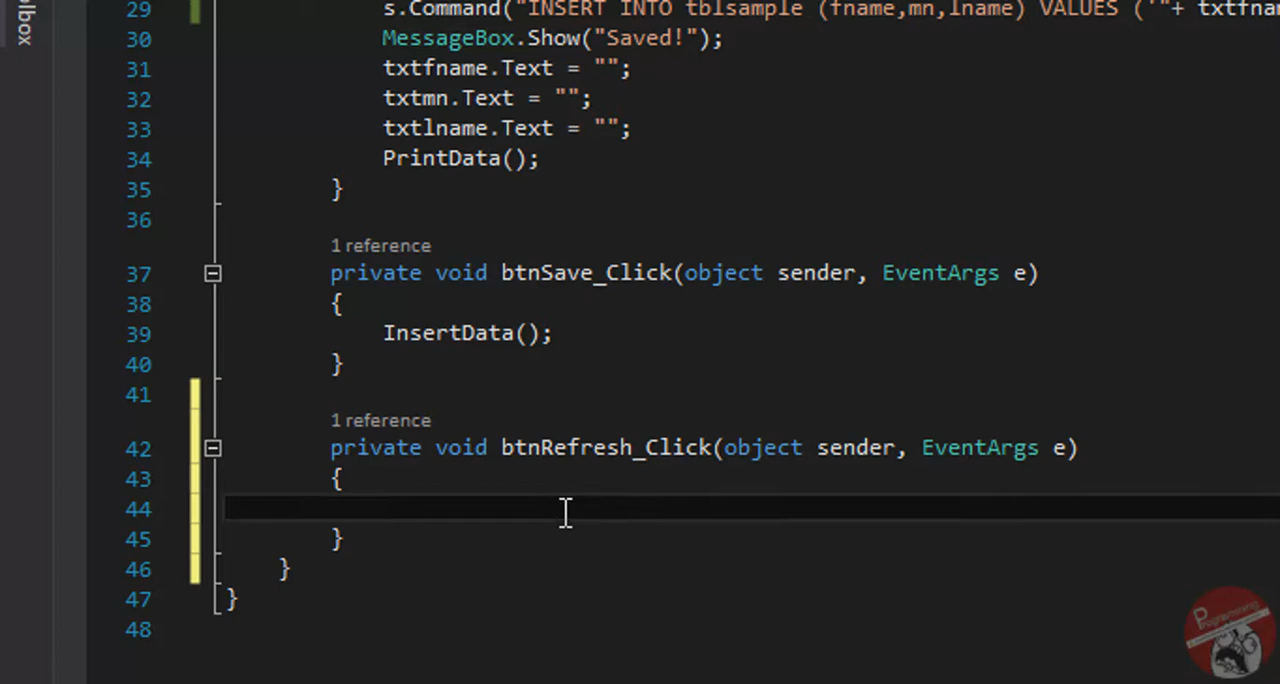 lbox
29 s.Command("INSERT INTO tblsample (fname,mn,lname) VALUES ('"+ txtfna
30 MessageBox.Show("Saved!");
31 txtfname.Text = "";
32 txtmn.Text = "";
33 txtlname.Text = "";
34 PrintData();
35 }
36
1 reference
37 private void btnSave_Click(object sender, EventArgs e)
38 {
39 InsertData();
40 }
41
1 reference
42 private void btnRefresh_Click(object sender, EventArgs e)
43 {
44
45 }
46 }
47 }
48
Programming